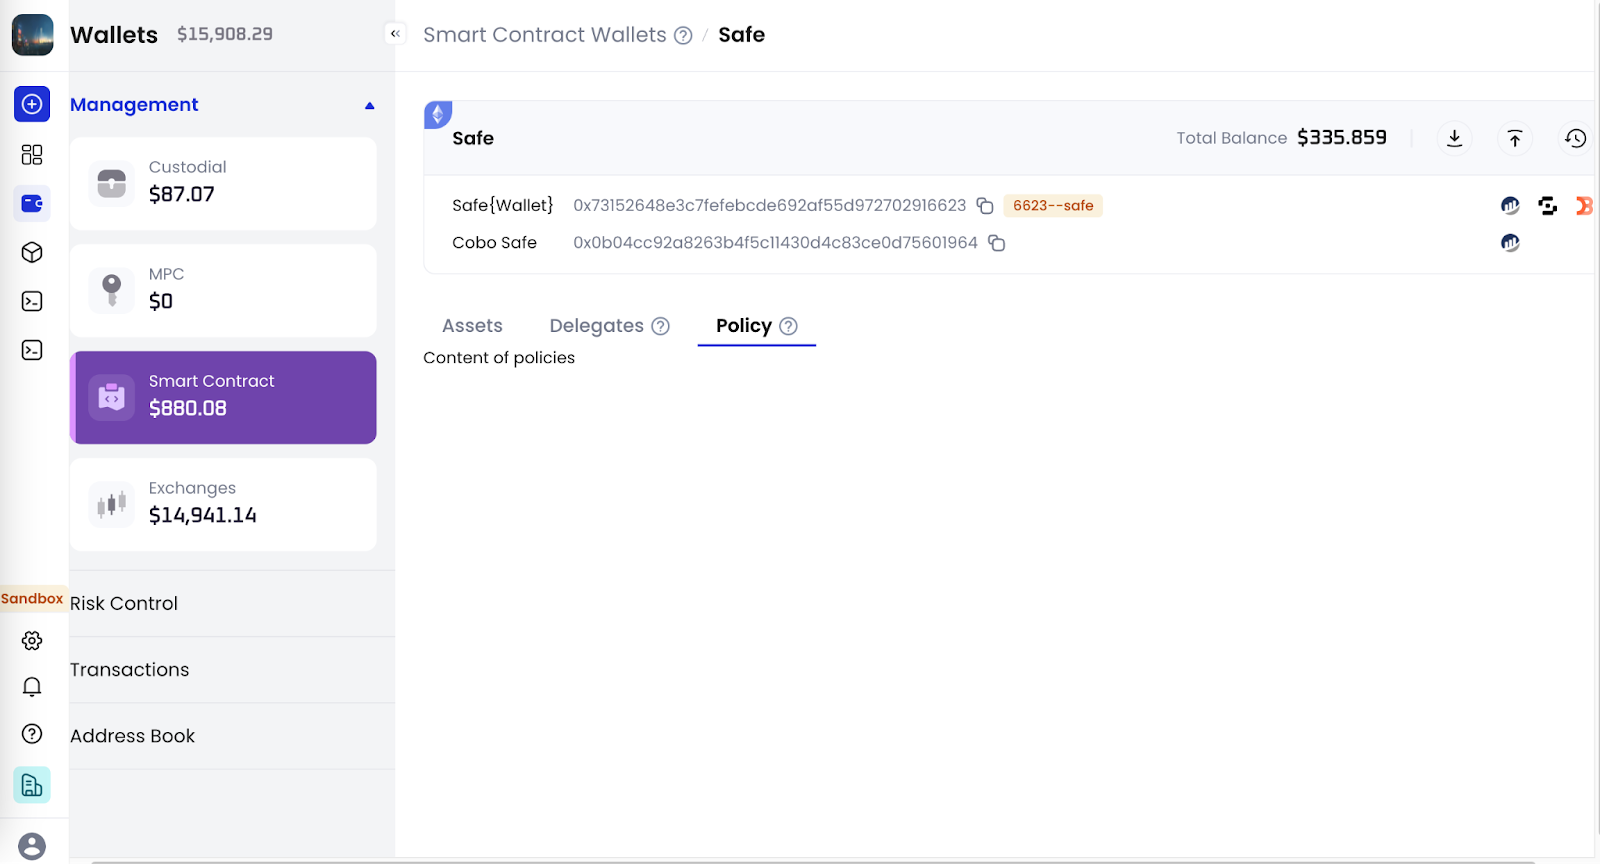 Wallets $15,908.29
Management
Custodial
$87.07
MPC
$0
Smart Contract
$880.08
Exchanges
$14,941.14
Risk Control
Transactions
Address Book
Sandbox
Smart Contract Wallets / Safe
Safe
Total Balance $335.859
Safe{Wallet} 0x73152648e3c7fefebcde692af55d972702916623 6623--safe
Cobo Safe 0x0b04cc92a8263b4f5c11430d4c83ce0d75601964
Assets Delegates Policy
Content of policies